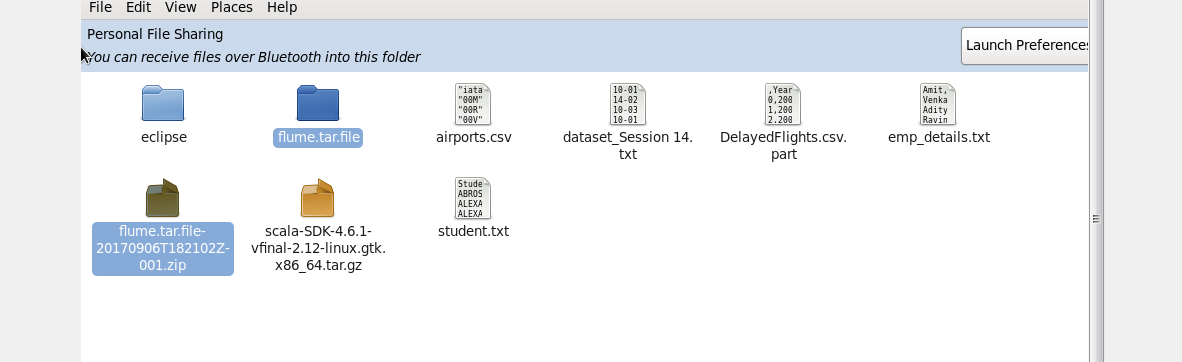 File Edit View Places Help
Personal File Sharing
You can receive files over Bluetooth into this folder
Launch Preferences
"iata
"00M"
"00R"
"00V"
10-01
14-02
10-03
10-01
,Year
0,200
1,200
2.200
Amit,
Venka
Adity
Ravin
eclipse
flume.tar.file
airports.csv
dataset_Session 14.
txt
DelayedFlights.csv.
part
emp_details.txt
Stude
ABROS
ALEXA
ALEXA
flume.tar.file-
20170906T182102Z-
001.zip
scala-SDK-4.6.1-
vfinal-2.12-linux.gtk.
x86_64.tar.gz
student.txt